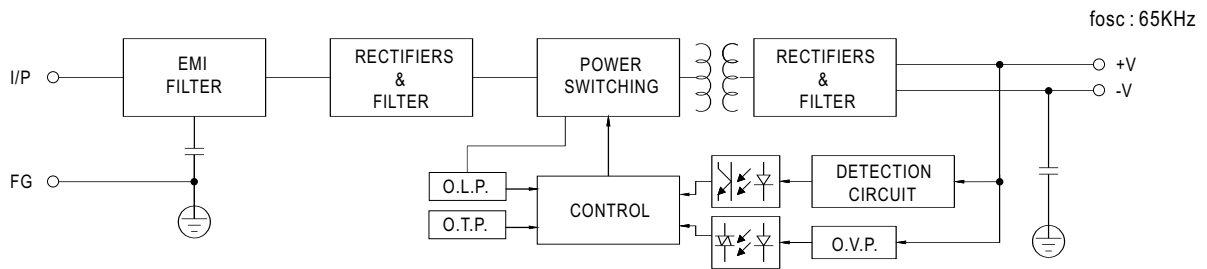 fosc : 65KHz
I/P
EMI
FILTER
RECTIFIERS
&
FILTER
POWER
SWITCHING
RECTIFIERS
&
FILTER
+V
-V
FG
O.L.P.
O.T.P.
CONTROL
DETECTION
CIRCUIT
O.V.P.